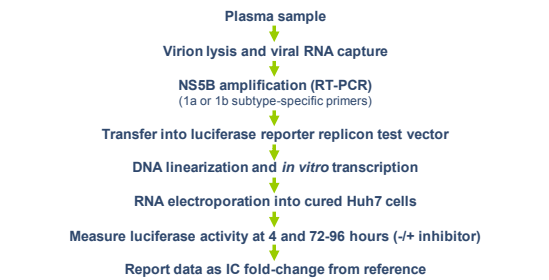 Plasma sample
Virion lysis and viral RNA capture
NS5B amplification (RT-PCR)
(1a or 1b subtype-specific primers)
Transfer into luciferase reporter replicon test vector
DNA linearization and in vitro transcription
RNA electroporation into cured Huh7 cells
Measure luciferase activity at 4 and 72-96 hours (-/+ inhibitor)
Report data as IC fold-change from reference